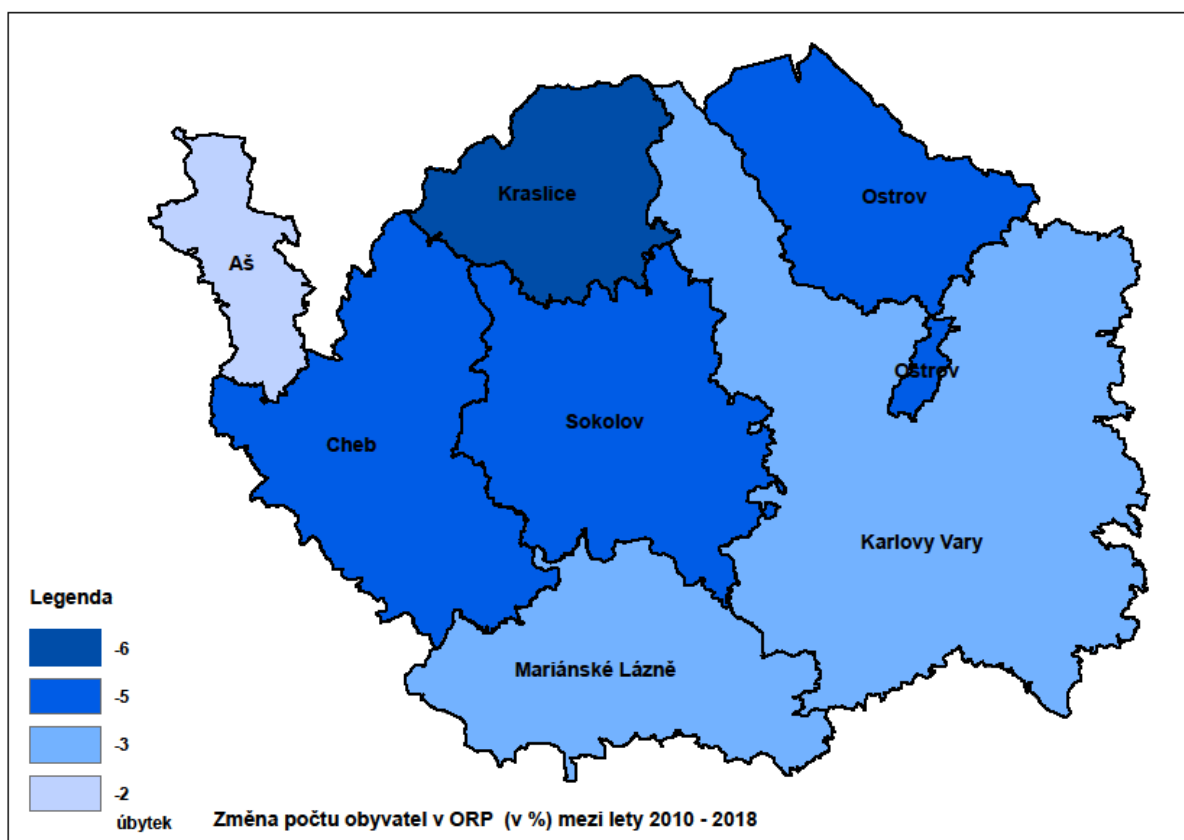 Kraslice
Ostrov
Aš
Ostrov
Sokolov
Cheb
Karlovy Vary
Mariánské Lázně
Legenda
-6
-5
-3
-2
úbytek
Změna počtu obyvatel v ORP (v %) mezi lety 2010 - 2018